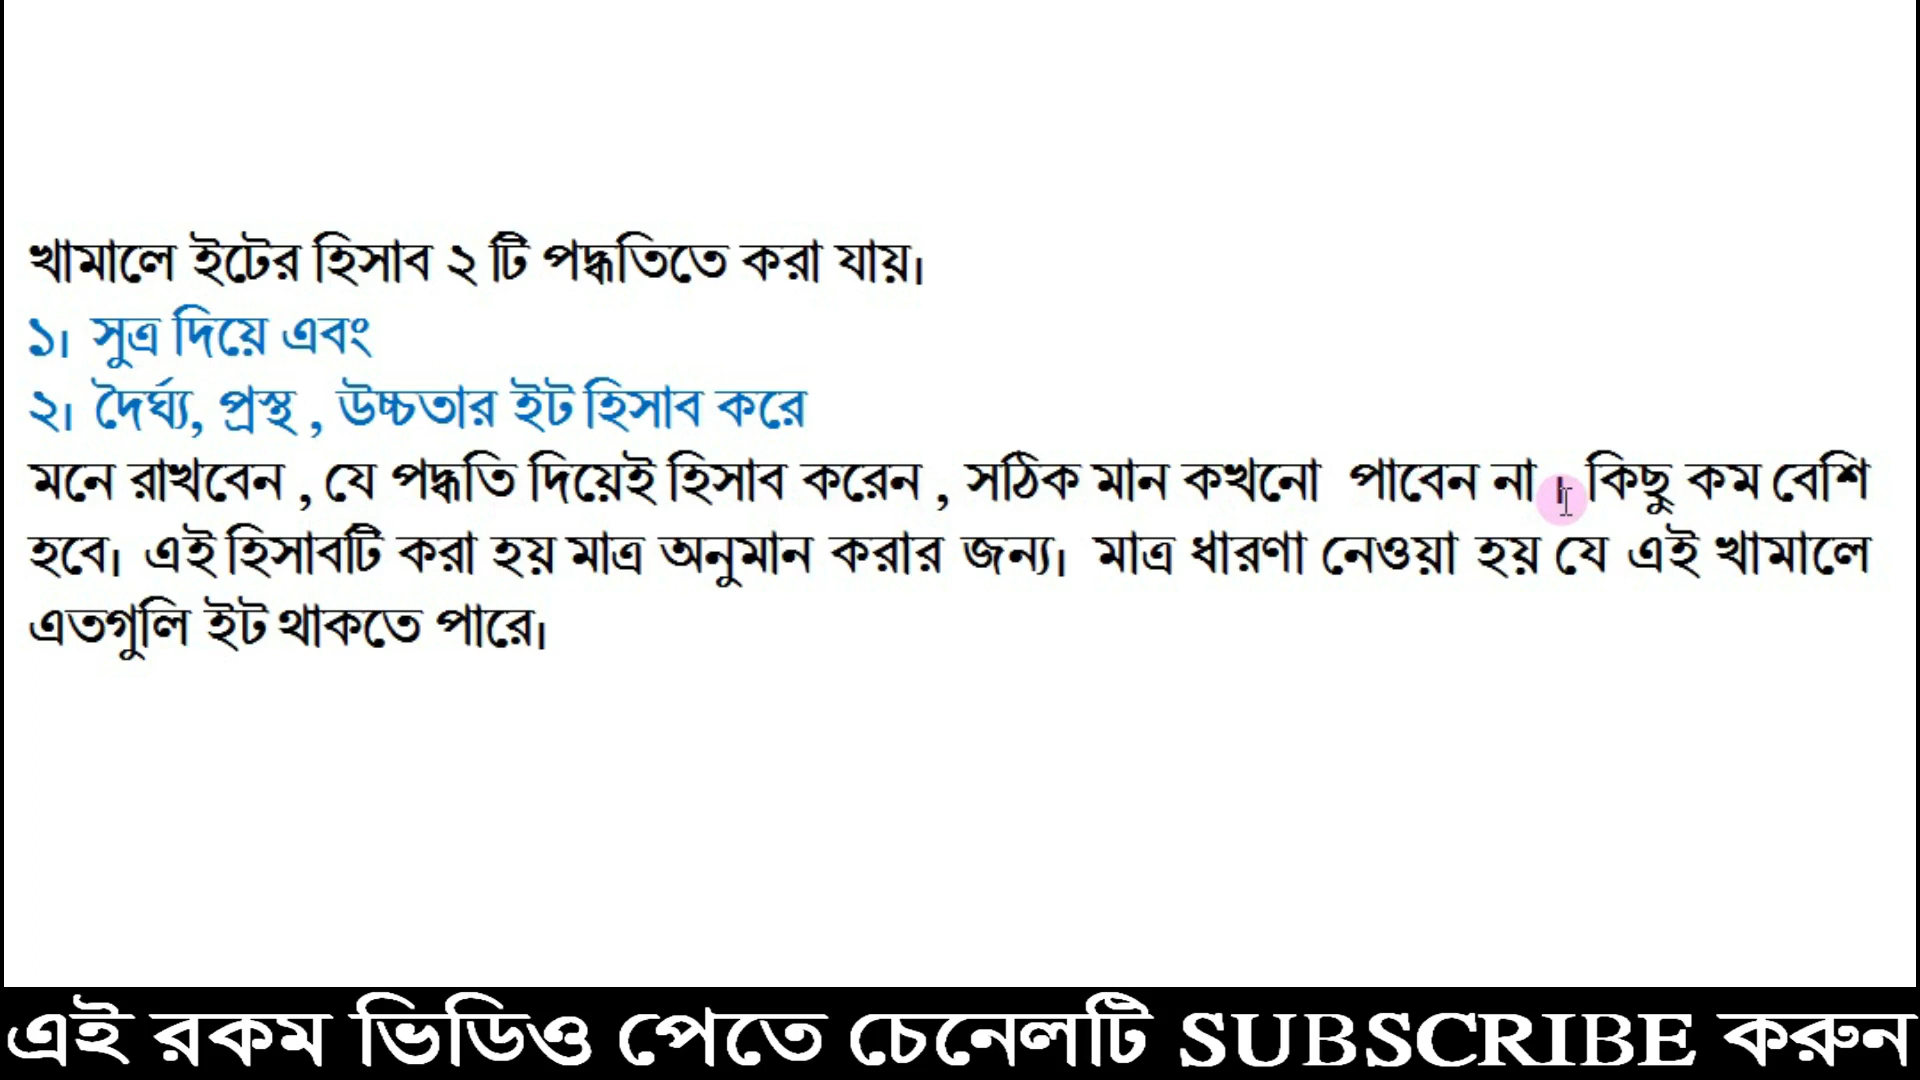 খামালে ইটের হিসাব ২ টি পদ্ধতিতে করা যায়।
১। সুত্র দিয়ে এবং
২। দৈর্ঘ্য, প্রস্থ , উচ্চতার ইট হিসাব করে
মনে রাখবেন , যে পদ্ধতি দিয়েই হিসাব করেন , সঠিক মান কখনো পাবেন না । কিছু কম বেশি
হবে। এই হিসাবটি করা হয় মাত্র অনুমান করার জন্য। মাত্র ধারণা নেওয়া হয় যে এই খামালে
এতগুলি ইট থাকতে পারে।
এই রকম ভিডিও পেতে চেনেলটি SUBSCRIBE করুন